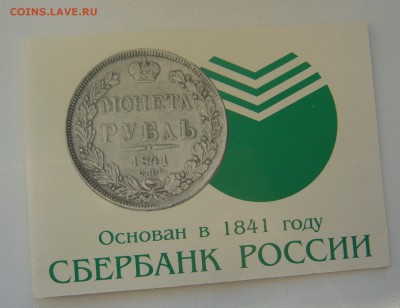 COINS.LAVE.RU
МОНЕТА
РУБЛЬ
1841
Основан в 1841 году
СБЕРБАНК РОССИИ